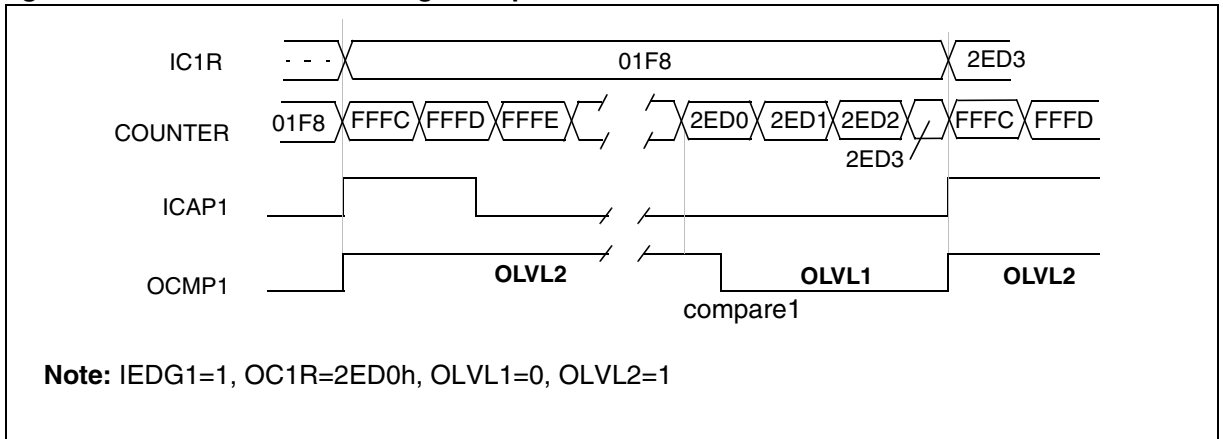 IC1R - - - 01F8 2ED3
COUNTER 01F8 FFFC FFFD FFFE 2ED0 2ED1 2ED2 FFFC FFFD
2ED3
ICAP1
OCMP1 OLVL2 OLVL1 OLVL2
compare1
Note: IEDG1=1, OC1R=2ED0h, OLVL1=0, OLVL2=1